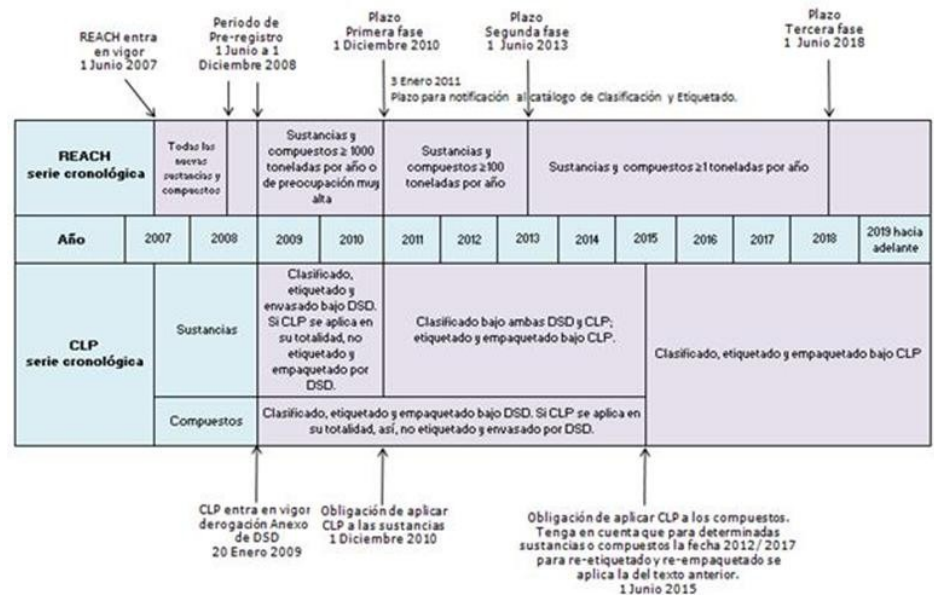 REACH entra
en vigor
1 Junio 2007
Periodo de
Pre-registro
1 Junio a 1
Diciembre 2008
Plazo
Primera fase
1 Diciembre 2010
Plazo
Segunda fase
1 Junio 2013
Plazo
Tercera fase
1 Junio 2018
3 Enero 2011
Plazo para notificación al catálogo de Clasificación y Etiquetado.
REACH
serie cronológica
Todas las
nuevas
sustancias y
compuestos
Sustancias y
compuestos ≥ 1000
toneladas por año o
de preocupación muy
alta
Sustancias y
compuestos ≥100
toneladas por año
Sustancias y compuestos ≥1 toneladas por año
Año
2007
2008
2009
2010
2011
2012
2013
2014
2015
2016
2017
2018
2019 hacia
adelante
CLP
serie cronológica
Sustancias
Clasificado,
etiquetado y
envasado bajo DSD.
Si CLP se aplica en
su totalidad, no
etiquetado y
empaquetado por
DSD.
Clasificado bajo ambas DSD y CLP;
etiquetado y empaquetado bajo CLP.
Clasificado, etiquetado y empaquetado bajo CLP
Compuestos
Clasificado, etiquetado y empaquetado bajo DSD. Si CLP se aplica en
su totalidad, así, no etiquetado y envasado por DSD.
CLP entra en vigor
derogación Anexo I
de DSD
20 Enero 2009
Obligación de aplicar
CLP a las sustancias
1 Diciembre 2010
Obligación de aplicar CLP a los compuestos.
Tenga en cuenta que para determinadas
sustancias o compuestos la fecha 2012/ 2017
para re-etiquetado y re-empaquetado se
aplica la del texto anterior.
1 Junio 2015